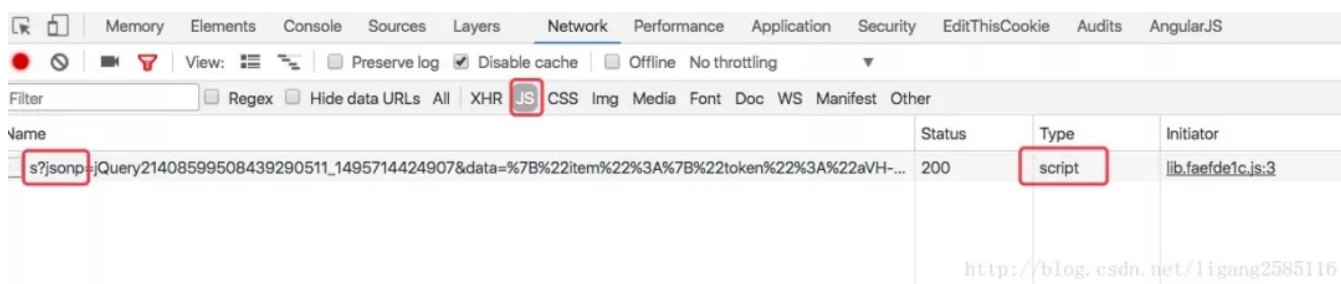 Memory Elements Console Sources Layers Network Performance Application Security EditThisCookie Audits AngularJS
View: Preserve log Disable cache Offline No throttling
Filter Regex Hide data URLs All XHR JS CSS Img Media Font Doc WS Manifest Other
Name Status Type Initiator
s?jsonp=jQuery21408599508439290511_1495714424907&data=%7B%22item%22%3A%7B%22token%22%3A%22aVH-... 200 script lib.faefde1c.js:3
http://blog.csdn.net/ligang2585116